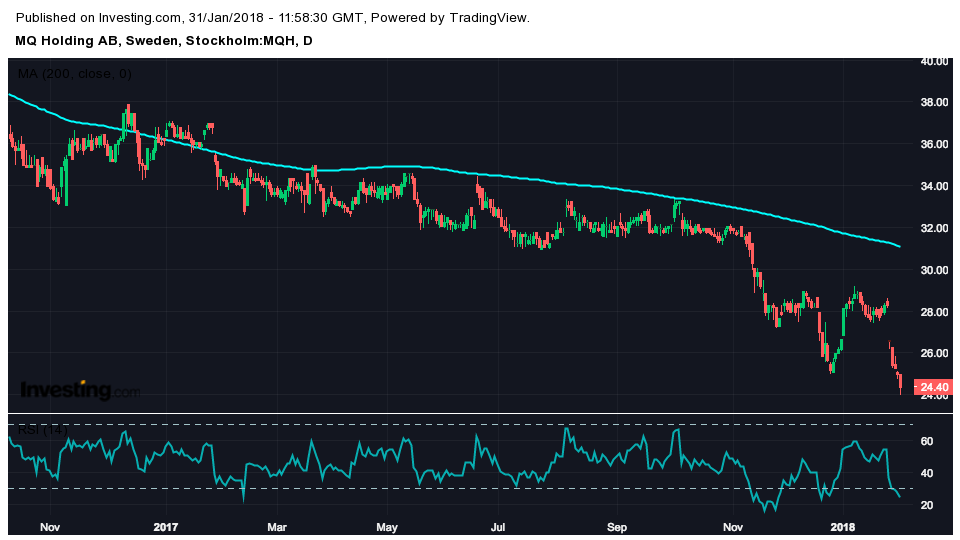 Published on Investing.com, 31/Jan/2018 - 11:58:30 GMT, Powered by TradingView.
MQ Holding AB, Sweden, Stockholm:MQH, D
MA (200, close, 0)
40.00
38.00
36.00
34.00
32.00
30.00
28.00
26.00
24.40
24.00
Investing.com
RSI (14)
60
40
20
Nov 2017 Mar May Jul Sep Nov 2018